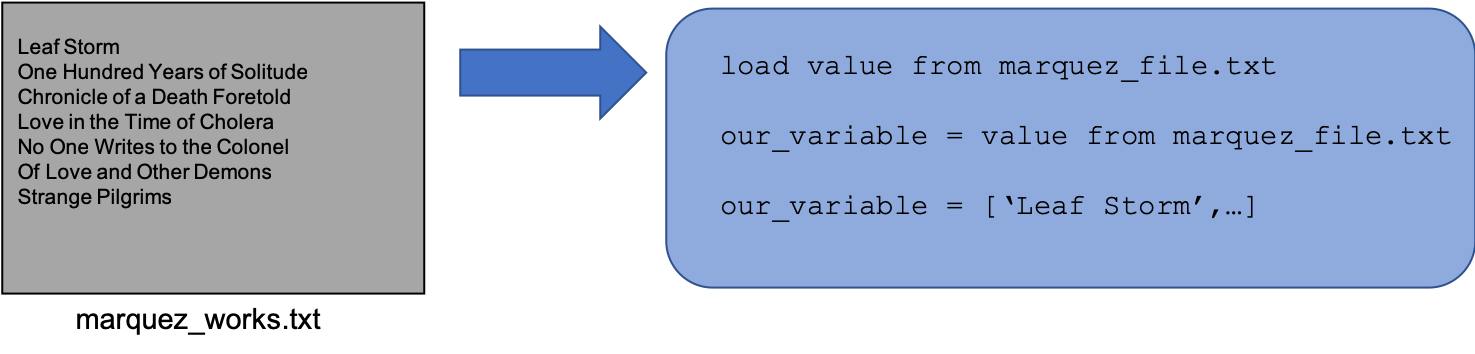 Leaf Storm
One Hundred Years of Solitude
Chronicle of a Death Foretold
Love in the Time of Cholera
No One Writes to the Colonel
Of Love and Other Demons
Strange Pilgrims
marquez_works.txt
load value from marquez_file.txt
our_variable = value from marquez_file.txt
our_variable = [‘Leaf Storm’,…]